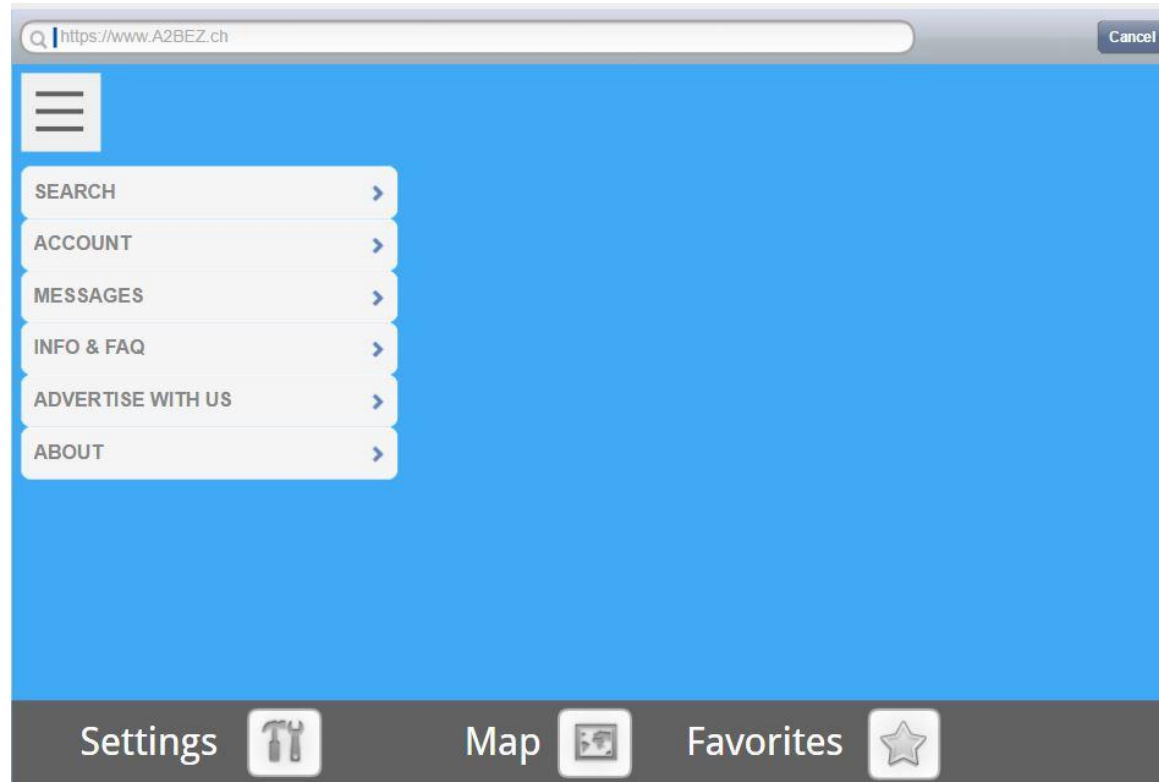 https://www.A2BEZ.ch
Cancel
SEARCH
ACCOUNT
MESSAGES
INFO & FAQ
ADVERTISE WITH US
ABOUT
Settings
Map
Favorites